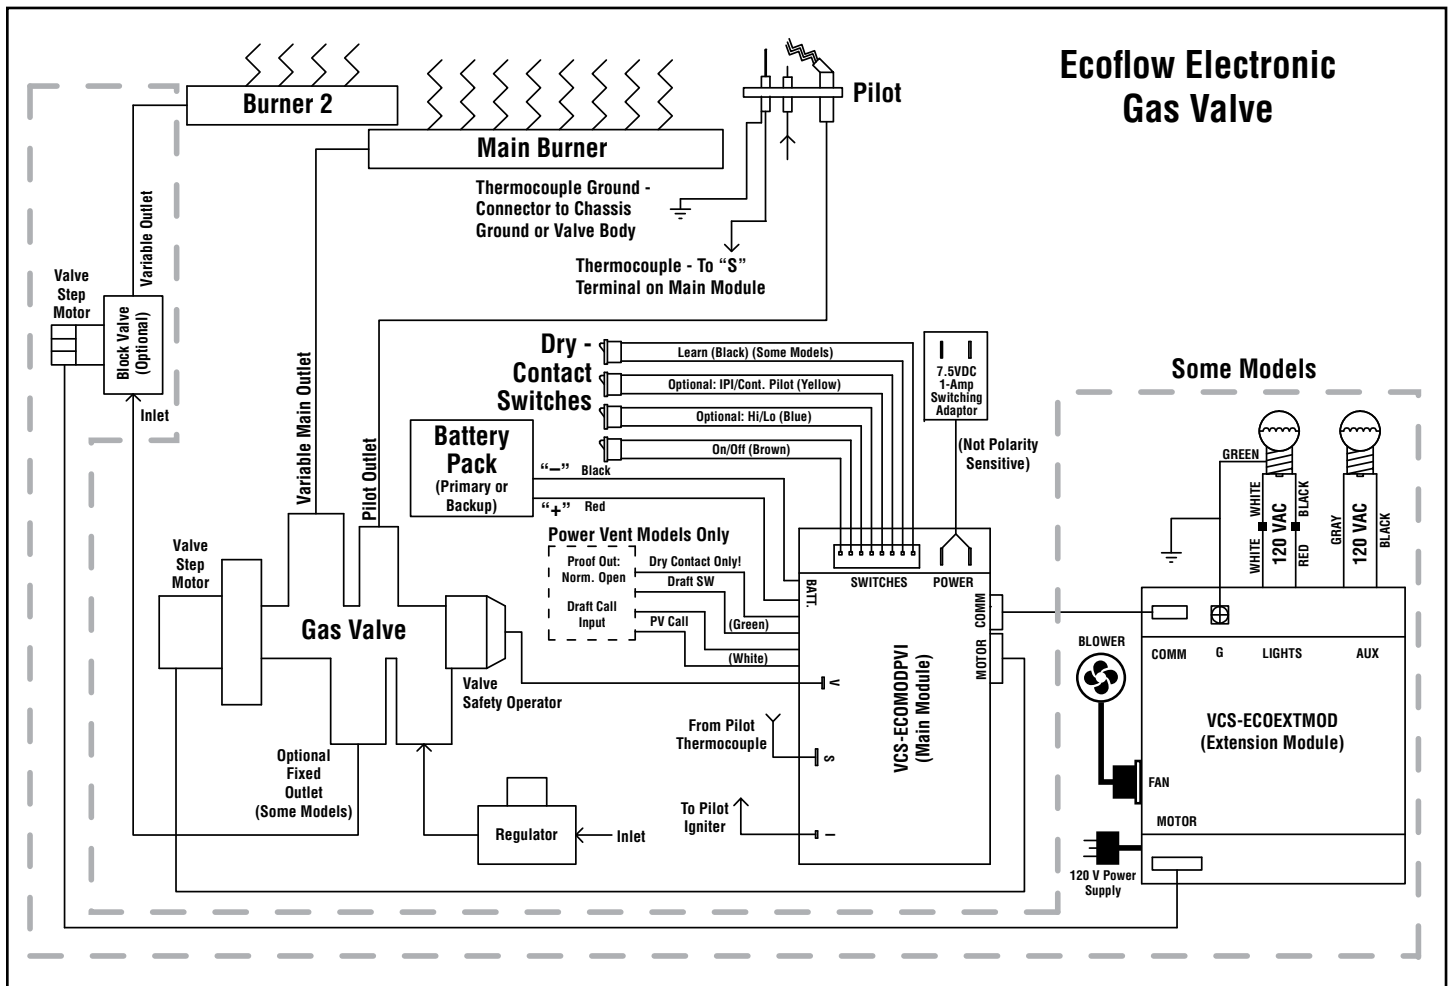 Ecoflow Electronic
Gas Valve
Burner 2
Main Burner
Pilot
Thermocouple Ground -
Connector to Chassis
Ground or Valve Body
Thermocouple - To “S”
Terminal on Main Module
Variable Outlet
Valve
Step
Motor
Block Valve
(Optional)
Inlet
Variable Main Outlet
Pilot Outlet
Dry -
Contact
Switches
Learn (Black) (Some Models)
Optional: IPI/Cont. Pilot (Yellow)
Optional: Hi/Lo (Blue)
On/Off (Brown)
7.5VDC
1-Amp
Switching
Adaptor
(Not Polarity
Sensitive)
Battery
Pack
(Primary or
Backup)
“–” Black
“+” Red
Power Vent Models Only
Proof Out:
Norm. Open
Draft Call
Input
Dry Contact Only!
Draft SW
(Green)
PV Call
(White)
BATT.
SWITCHES
POWER
COMM
MOTOR
V
S
I
VCS-ECOMODPVI
(Main Module)
Valve
Step
Motor
Gas Valve
Valve
Safety Operator
From Pilot
Thermocouple
To Pilot
Igniter
Optional
Fixed
Outlet
(Some Models)
Regulator
Inlet
Some Models
GREEN
WHITE
WHITE
120 VAC
BLACK
RED
GRAY
120 VAC
BLACK
COMM
G
LIGHTS
AUX
BLOWER
VCS-ECOEXTMOD
(Extension Module)
FAN
MOTOR
120 V Power
Supply